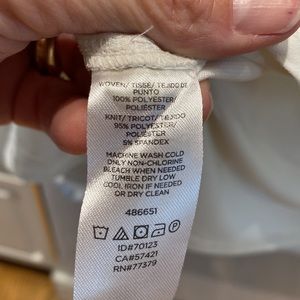 WOVEN/ TISSÉ/ TEJIDO DE
PUNTO
100% POLYESTER/
POLIÉSTER
KNIT/ TRICOT/ TEJIDO
95% POLYESTER/
POLIÉSTER
5% SPANDEX
MACHINE WASH COLD
ONLY NON-CHLORINE
BLEACH WHEN NEEDED
TUMBLE DRY LOW
COOL IRON IF NEEDED
OR DRY CLEAN
486651
ID#70123
CA#57421
RN#77379